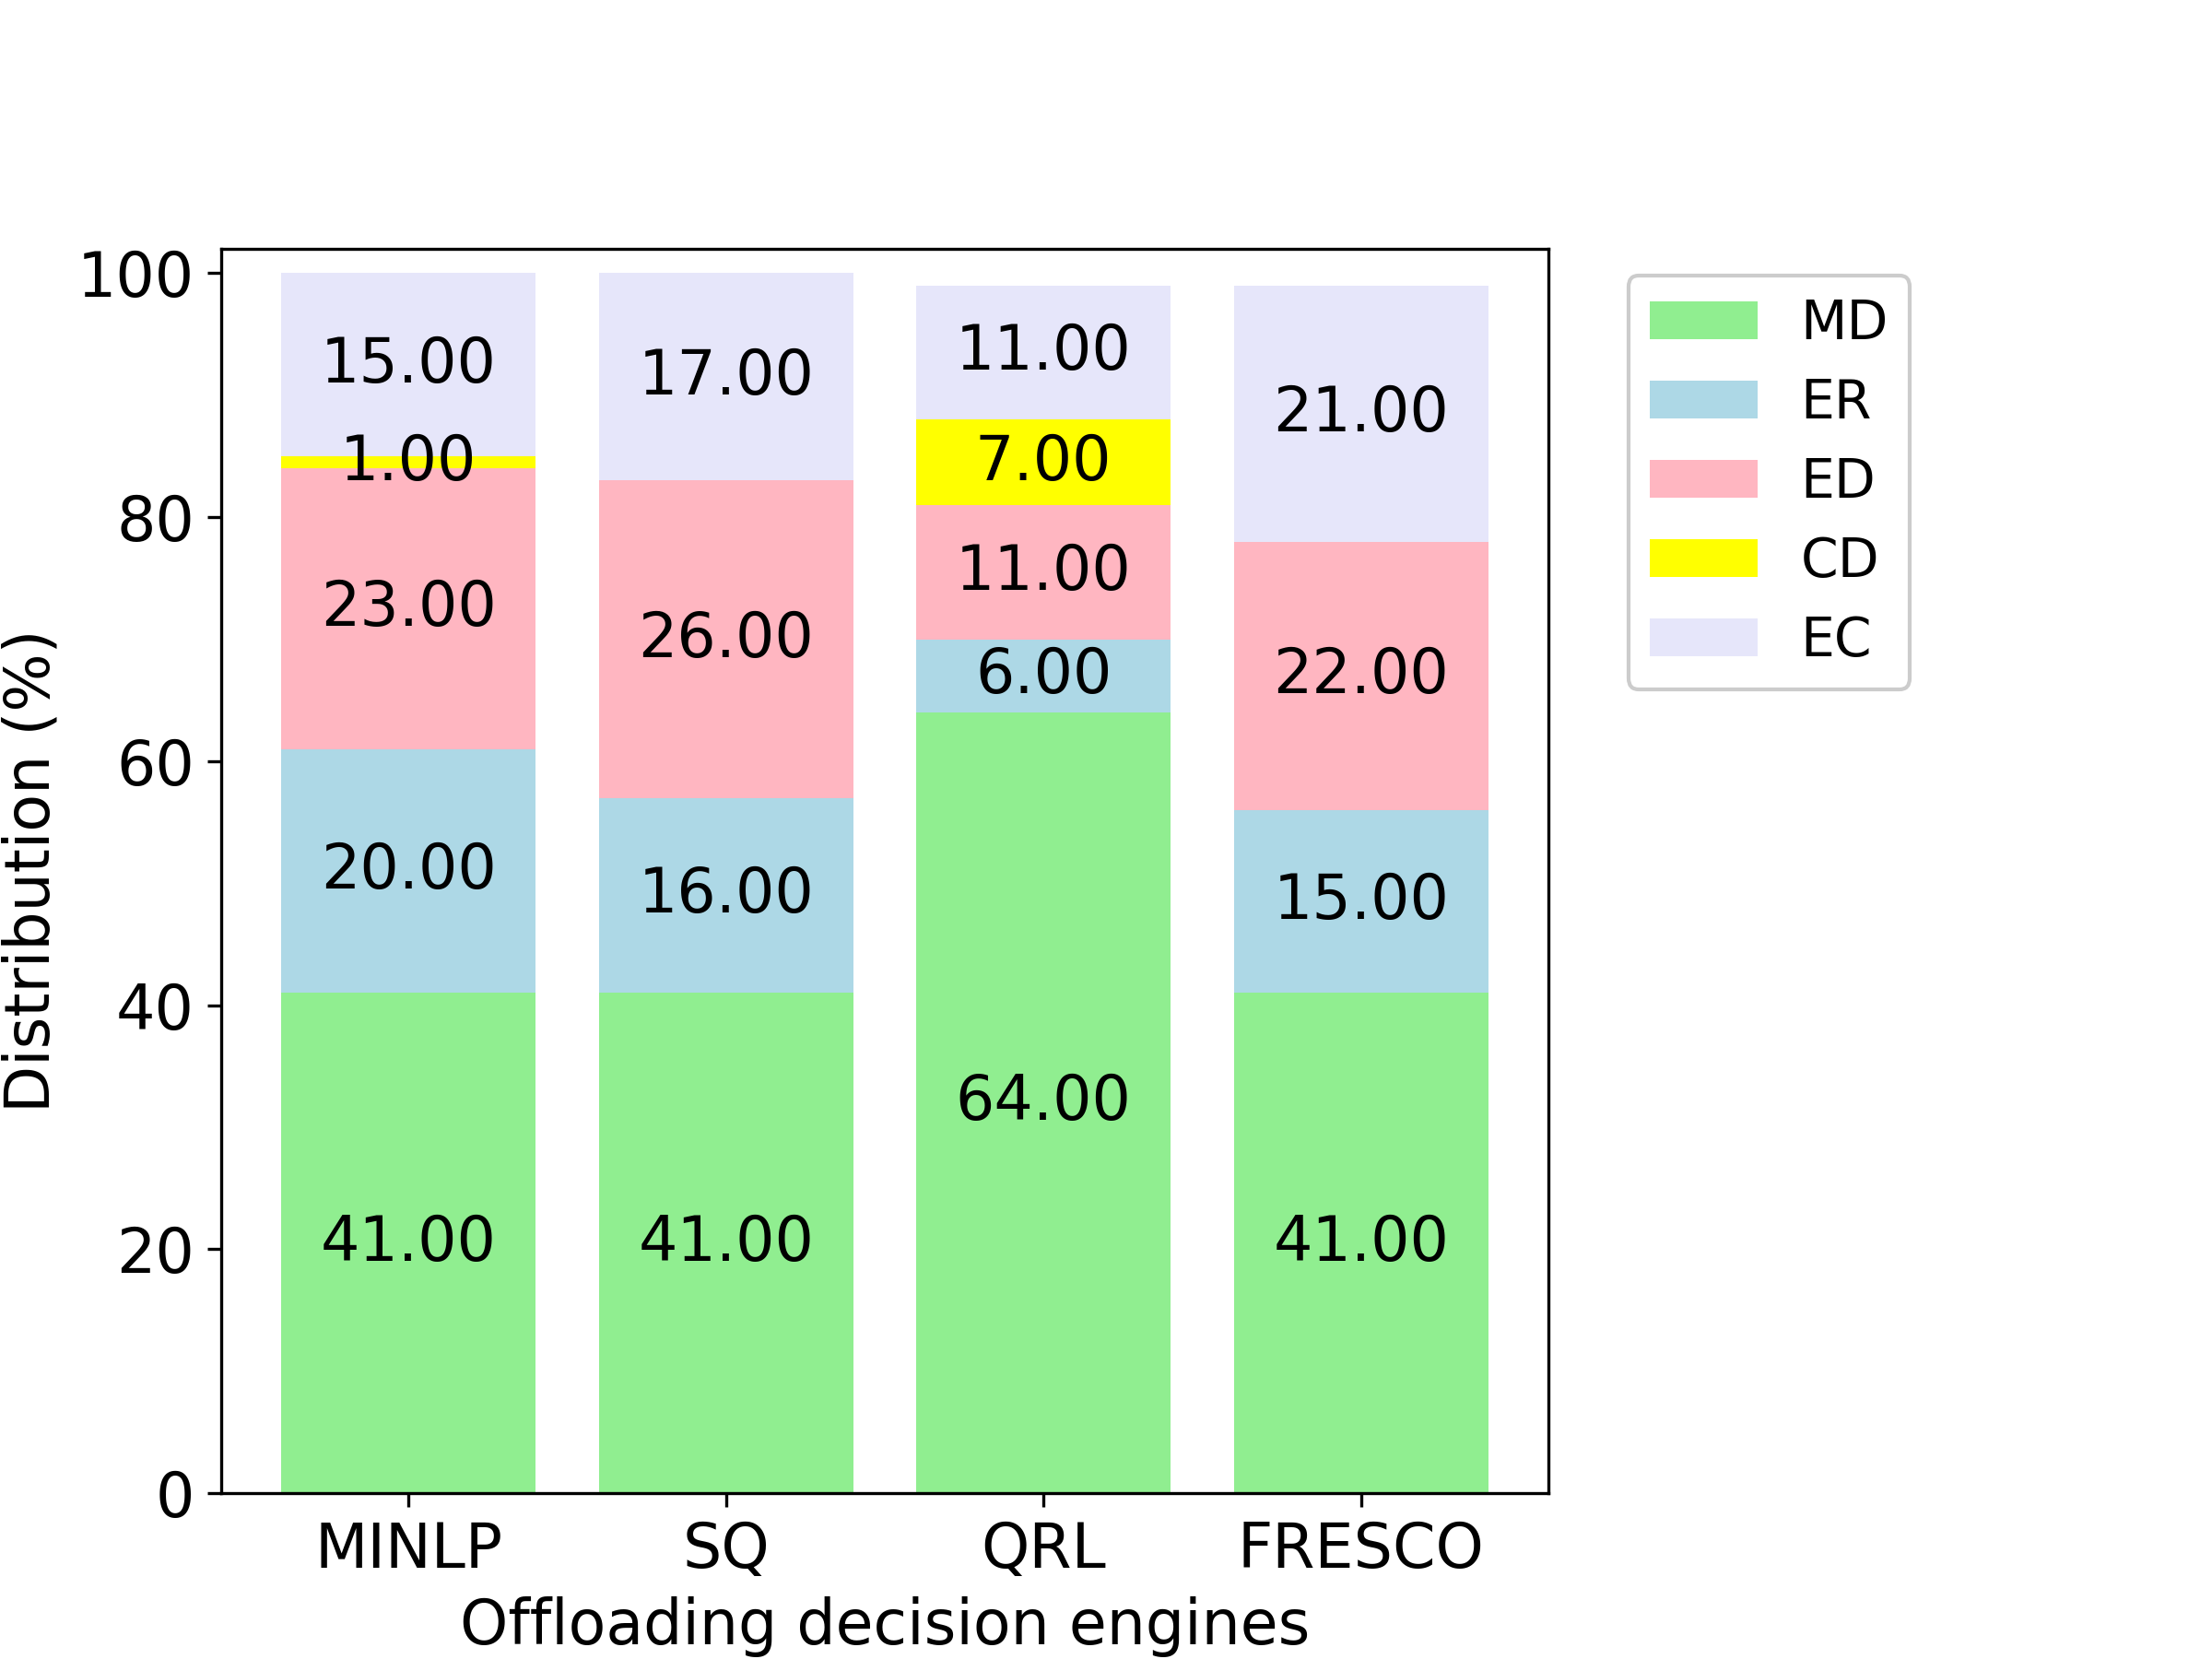 100
80
60
40
20
0
Distribution (%)
15.00
1.00
23.00
20.00
41.00
17.00
26.00
16.00
41.00
11.00
7.00
11.00
6.00
64.00
21.00
22.00
15.00
41.00
MINLP
SQ
QRL
FRESCO
Offloading decision engines
MD
ER
ED
CD
EC